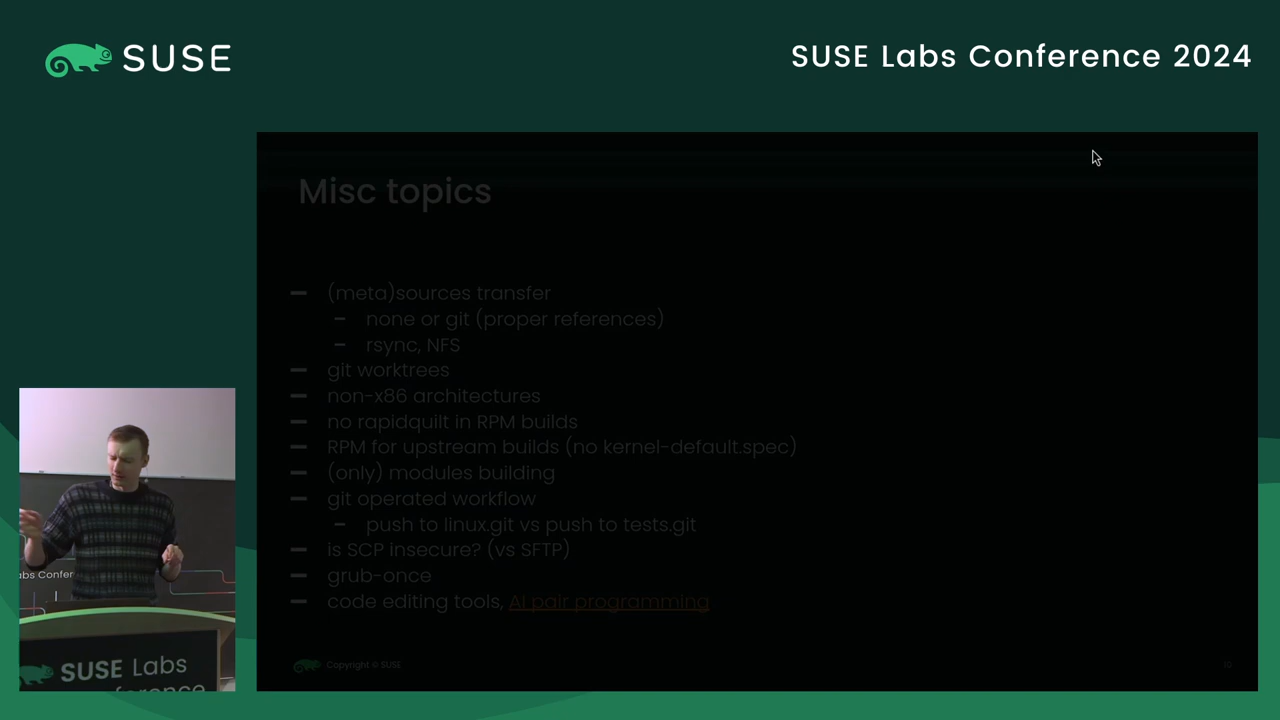 SUSE
SUSE Labs Conference 2024
Misc topics
(meta)sources transfer
none or git (proper references)
rsync, NFS
git worktrees
non-x86 architectures
no rapidquilt in RPM builds
RPM for upstream builds (no kernel-default.spec)
(only) modules building
git operated workflow
push to linux.git vs push to tests.git
is SCP insecure? (vs SFTP)
grub-once
code editing tools, AI pair programming
Copyright © SUSE
abs Confer
SUSE Labs
nference